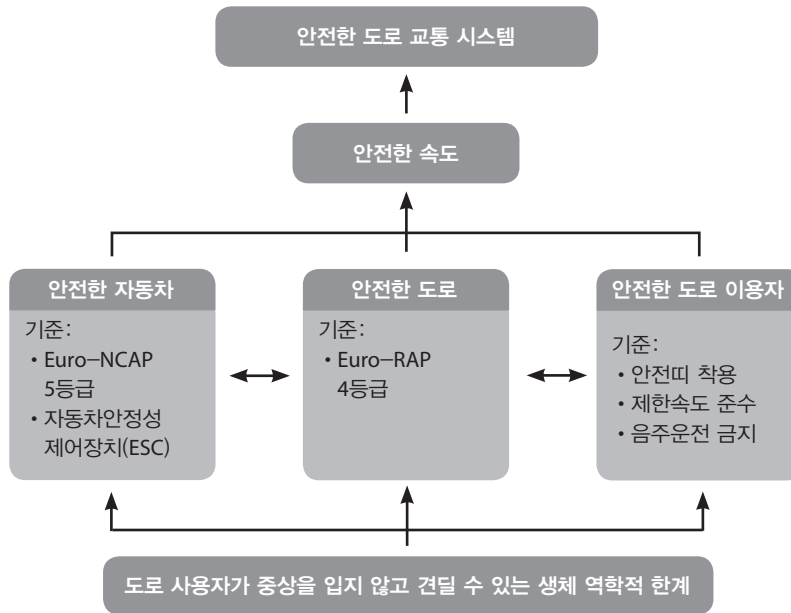 안전한 도로 교통 시스템
안전한 속도
안전한 자동차
기준:
• Euro–NCAP
5등급
• 자동차안정성
제어장치(ESC)
안전한 도로
기준:
• Euro–RAP
4등급
안전한 도로 이용자
기준:
• 안전띠 착용
• 제한속도 준수
• 음주운전 금지
도로 사용자가 중상을 입지 않고 견딜 수 있는 생체 역학적 한계